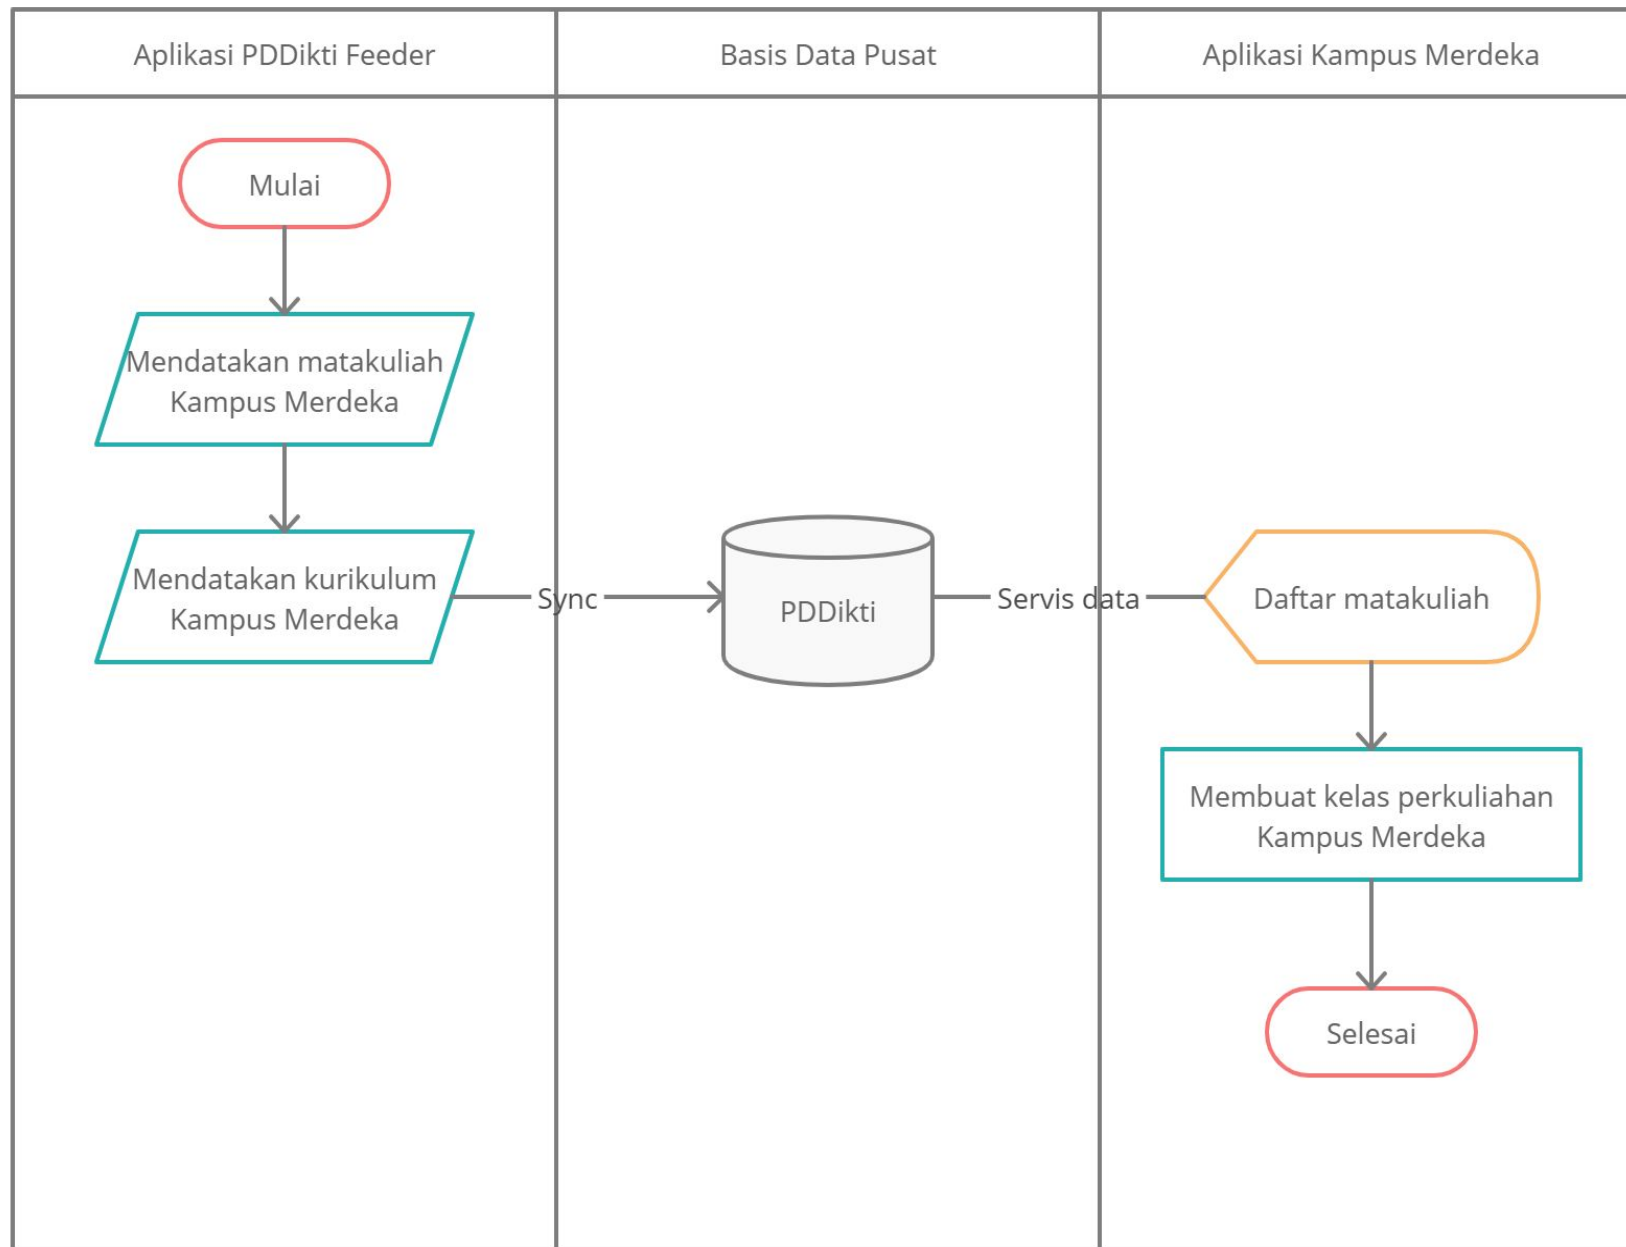 Aplikasi PDDikti Feeder
Basis Data Pusat
Aplikasi Kampus Merdeka
Mulai
Mendatakan matakuliah
Kampus Merdeka
Mendatakan kurikulum
Kampus Merdeka
Sync
PDDikti
Servis data
Daftar matakuliah
Membuat kelas perkuliahan
Kampus Merdeka
Selesai